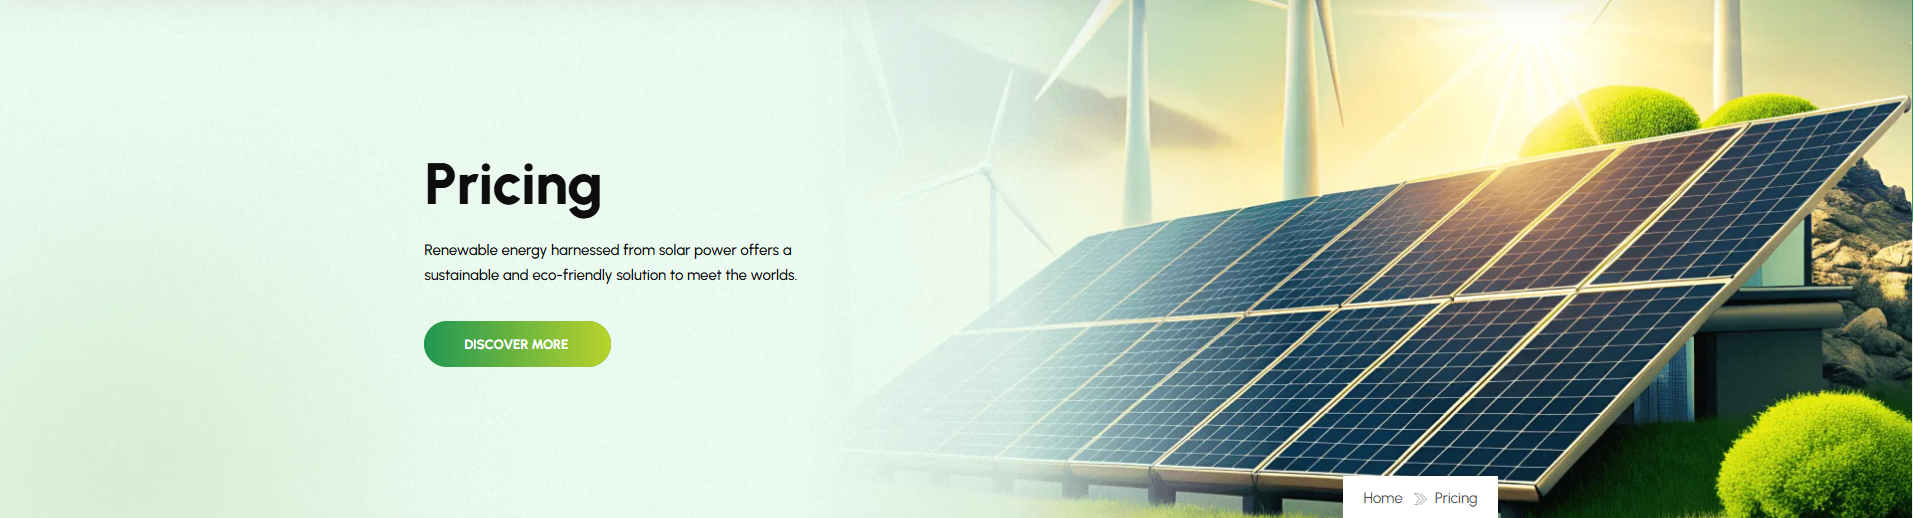 Pricing
Renewable energy harnessed from solar power offers a
sustainable and eco-friendly solution to meet the worlds.
DISCOVER MORE
Home Pricing